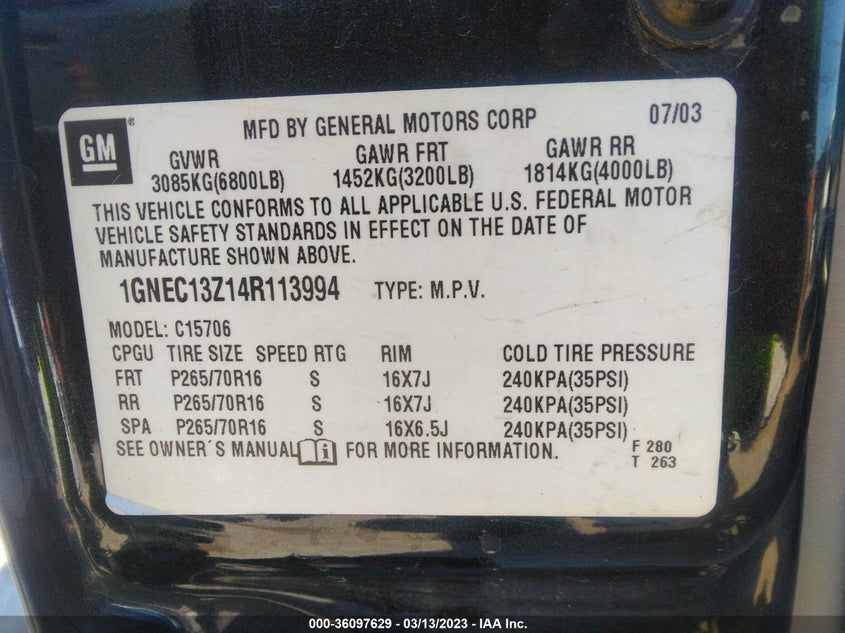 GM®
MFD BY GENERAL MOTORS CORP 07/03
GVWR GAWR FRT GAWR RR
3085KG(6800LB) 1452KG(3200LB) 1814KG(4000LB)
THIS VEHICLE CONFORMS TO ALL APPLICABLE U.S. FEDERAL MOTOR
VEHICLE SAFETY STANDARDS IN EFFECT ON THE DATE OF
MANUFACTURE SHOWN ABOVE.
1GNEC13Z14R113994 TYPE: M.P.V.
MODEL: C15706
CPGU TIRE SIZE SPEED RTG RIM COLD TIRE PRESSURE
FRT P265/70R16 S 16X7J 240KPA(35PSI)
RR P265/70R16 S 16X7J 240KPA(35PSI)
SPA P265/70R16 S 16X6.5J 240KPA(35PSI)
SEE OWNER´S MANUAL i FOR MORE INFORMATION.
F 280
T 263
000-36097629 - 03/13/2023 - IAA Inc.